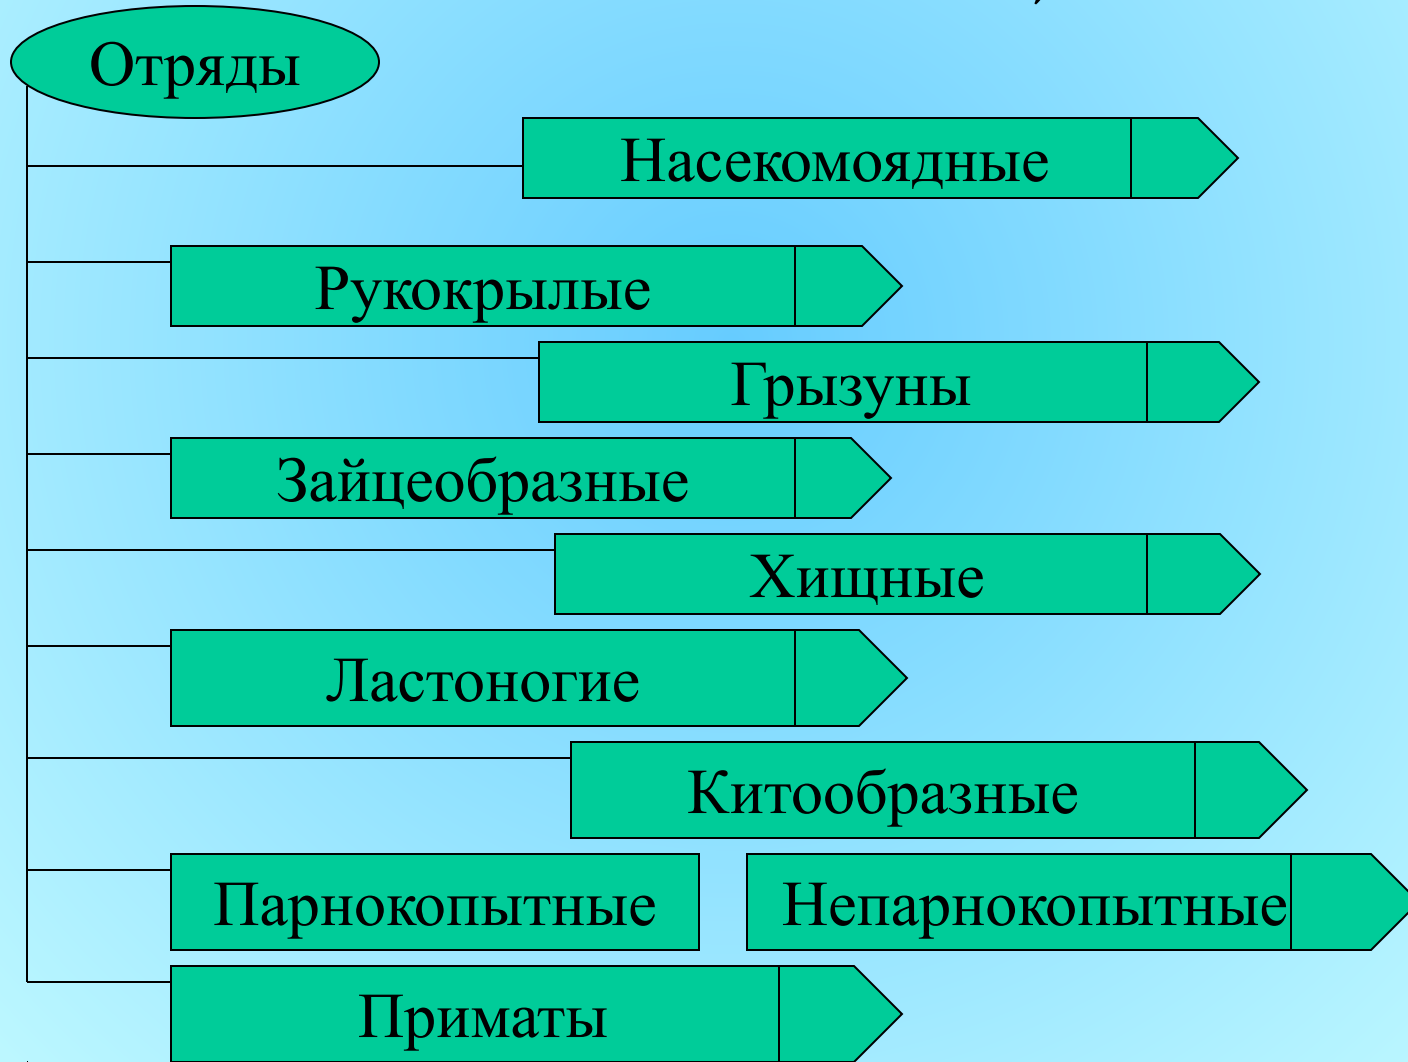 Отряды
Насекомоядные
Рукокрылые
Грызуны
Зайцеобразные
Хищные
Ластоногие
Китообразные
Парнокопытные Непарнокопытные
Приматы